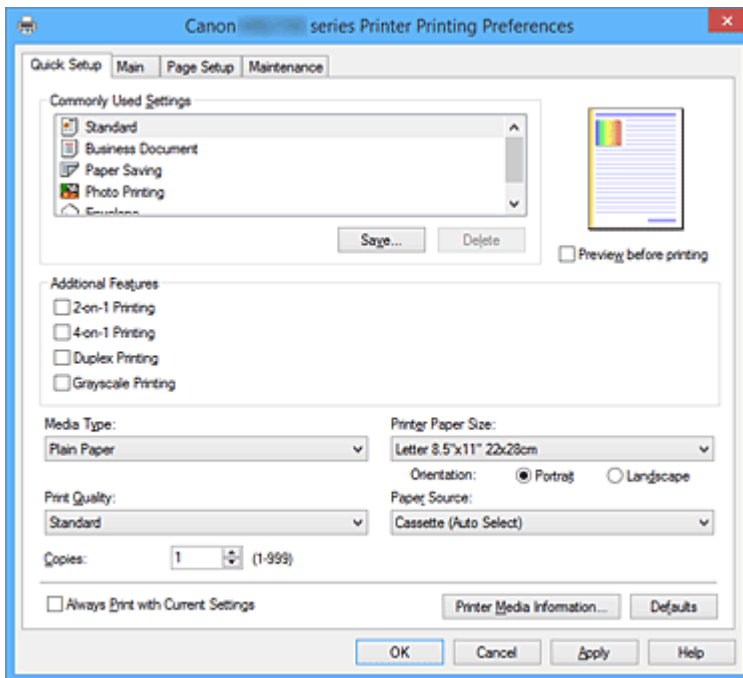 Canon series Printer Printing Preferences
Quick Setup Main Page Setup Maintenance
Commonly Used Settings
Standard
Business Document
Paper Saving
Photo Printing
Envelope
Save... Delete
Preview before printing
Additional Features
2-on-1 Printing
4-on-1 Printing
Duplex Printing
Grayscale Printing
Media Type: Printer Paper Size:
Plain Paper Letter 8.5"x11" 22x28cm
Orientation: Portrait Landscape
Print Quality: Paper Source:
Standard Cassette (Auto Select)
Copies: 1 (1-999)
Always Print with Current Settings Printer Media Information... Defaults
OK Cancel Apply Help